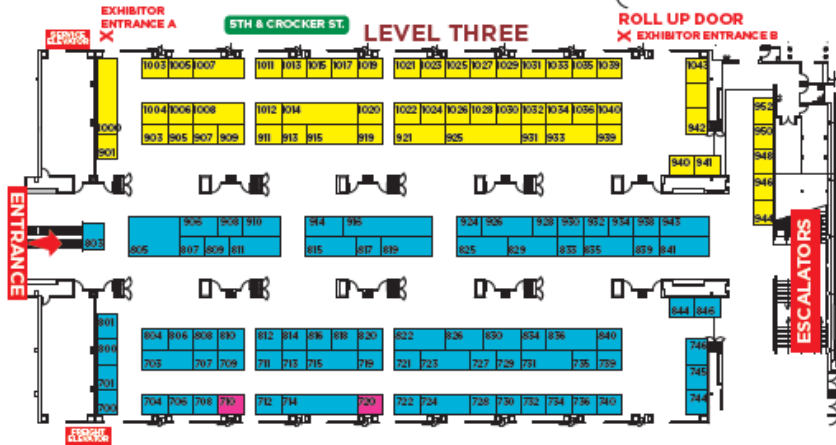 EXHIBITOR
ENTRANCE A
SERVICE
ELEVATOR
5TH & CROCKER ST.
LEVEL THREE
ROLL UP DOOR
EXHIBITOR ENTRANCE B
1003 1005 1007 1011 1013 1015 1017 1019 1021 1023 1025 1027 1029 1031 1033 1035 1039 1043
1004 1006 1008 1012 1014 1020 1022 1024 1026 1028 1030 1032 1034 1036 1040
1000 903 905 907 909 911 913 915 919 921 925 931 933 939 942
901
940 941
952
950
948
946
944
ENTRANCE
803
906 908 910 914 916 924 926 928 930 932 934 938 943
805 807 809 811 815 817 819 825 829 833 835 839 841
ESCALATORS
844 846
801
800
701
700
804 806 808 810 812 814 816 818 820 822 826 830 834 836 840
703 707 709 711 713 715 719 721 723 727 729 731 735 739
746
745
744
704 706 708 710 712 714 720 722 724 728 730 732 734 736 740
FREIGHT
ELEVATOR